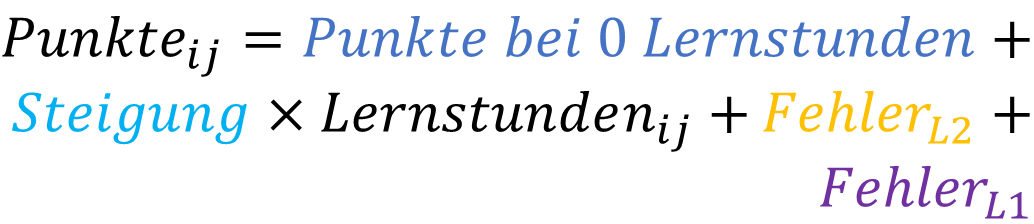 Punkte_ij = Punkte bei 0 Lernstunden +
Steigung × Lernstunden_ij + Fehler_L2 +
Fehler_L1